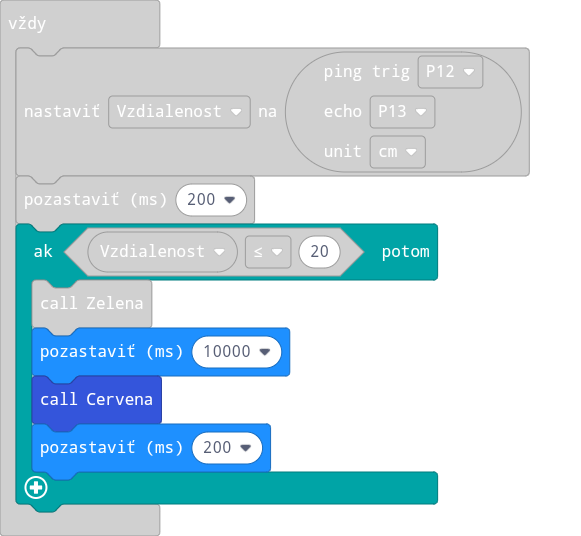 vždy
ping trig P12
nastaviť Vzdialenost na echo P13
unit cm
pozastaviť (ms) 200
ak Vzdialenost ≤ 20 potom
call Zelena
pozastaviť (ms) 10000
call Cervena
pozastaviť (ms) 200